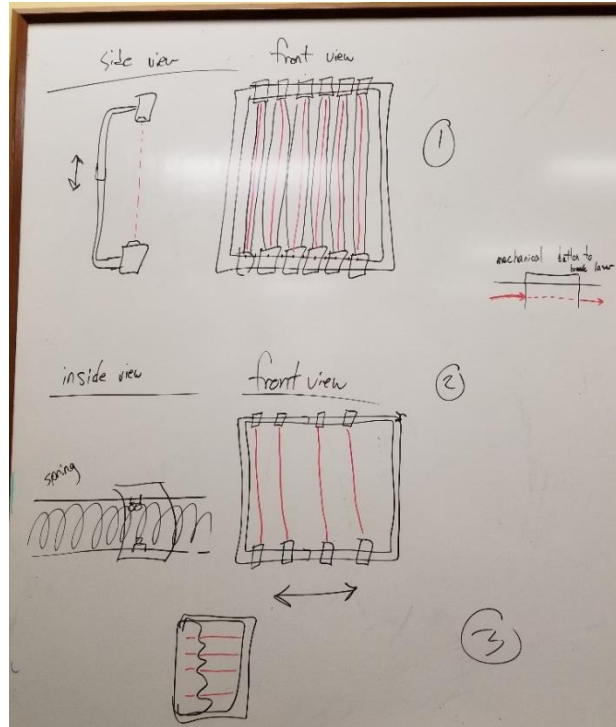 side view
front view
1
mechanical button to
break laser
inside view
front view
2
spring
3